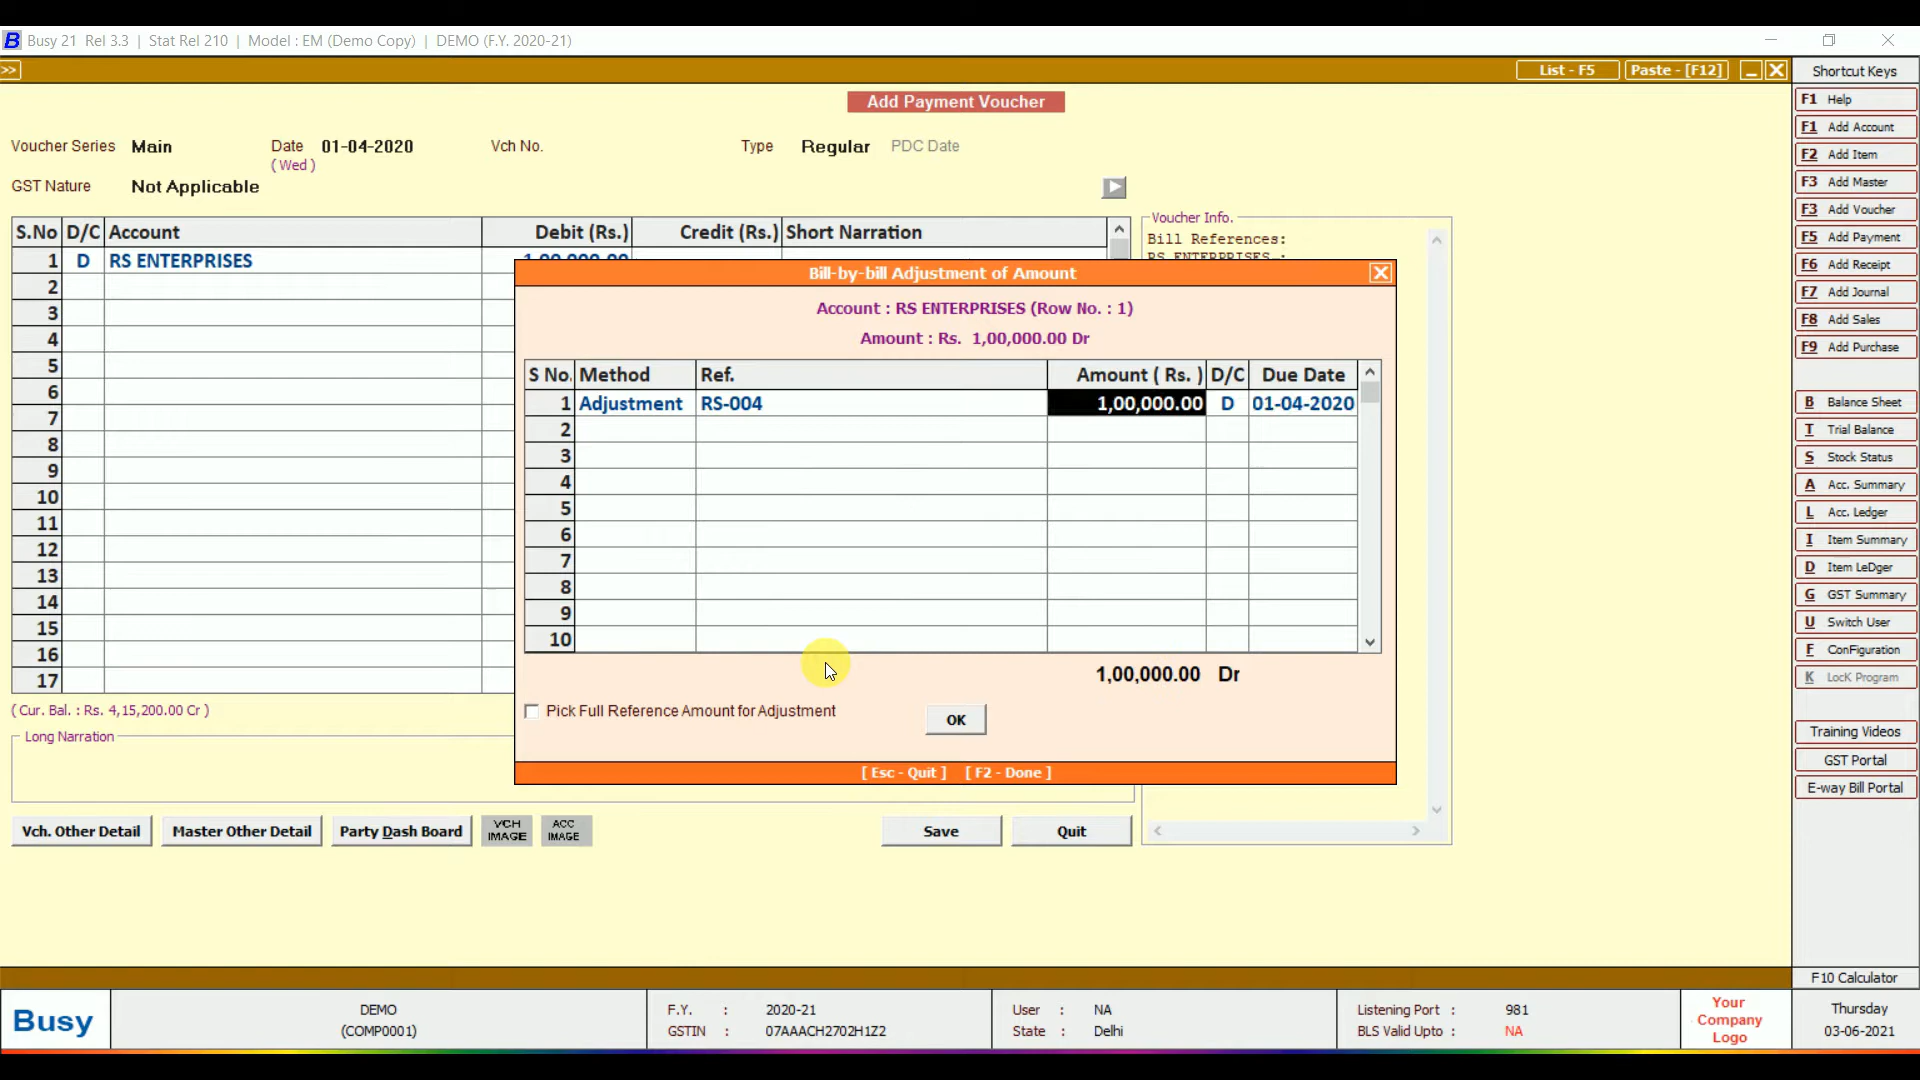 B Busy 21 Rel 3.3 | Stat Rel 210 | Model : EM (Demo Copy) | DEMO (F.Y. 2020-21)
>> List - F5 Paste - [F12] Shortcut Keys
Add Payment Voucher
Voucher Series Main Date 01-04-2020 Vch No. Type Regular PDC Date
( Wed )
GST Nature Not Applicable
S.No D/C Account Debit (Rs.) Credit (Rs.) Short Narration
1 D RS ENTERPRISES 1,00,000.00
2
3
4
5
6
7
8
9
10
11
12
13
14
15
16
17
Voucher Info.
Bill References:
RS ENTERPRISES :
Bill-by-bill Adjustment of Amount
Account : RS ENTERPRISES (Row No. : 1)
Amount : Rs. 1,00,000.00 Dr
S No. Method Ref. Amount ( Rs. ) D/C Due Date
1 Adjustment RS-004 1,00,000.00 D 01-04-2020
2
3
4
5
6
7
8
9
10
1,00,000.00 Dr
Pick Full Reference Amount for Adjustment
OK
[ Esc - Quit ] [ F2 - Done ]
( Cur. Bal. : Rs. 4,15,200.00 Cr )
Long Narration
Vch. Other Detail Master Other Detail Party Dash Board VCH IMAGE ACC IMAGE Save Quit
F1 Help
F1 Add Account
F2 Add Item
F3 Add Master
F3 Add Voucher
F5 Add Payment
F6 Add Receipt
F7 Add Journal
F8 Add Sales
F9 Add Purchase
B Balance Sheet
T Trial Balance
S Stock Status
A Acc. Summary
L Acc. Ledger
I Item Summary
D Item LeDger
G GST Summary
U Switch User
F ConFiguration
K LocK Program
Training Videos
GST Portal
E-way Bill Portal
F10 Calculator
Busy
DEMO
(COMP0001)
F.Y. : 2020-21
GSTIN : 07AAACH2702H1Z2
User : NA
State : Delhi
Listening Port : 981
BLS Valid Upto : NA
Your
Company
Logo
Thursday
03-06-2021